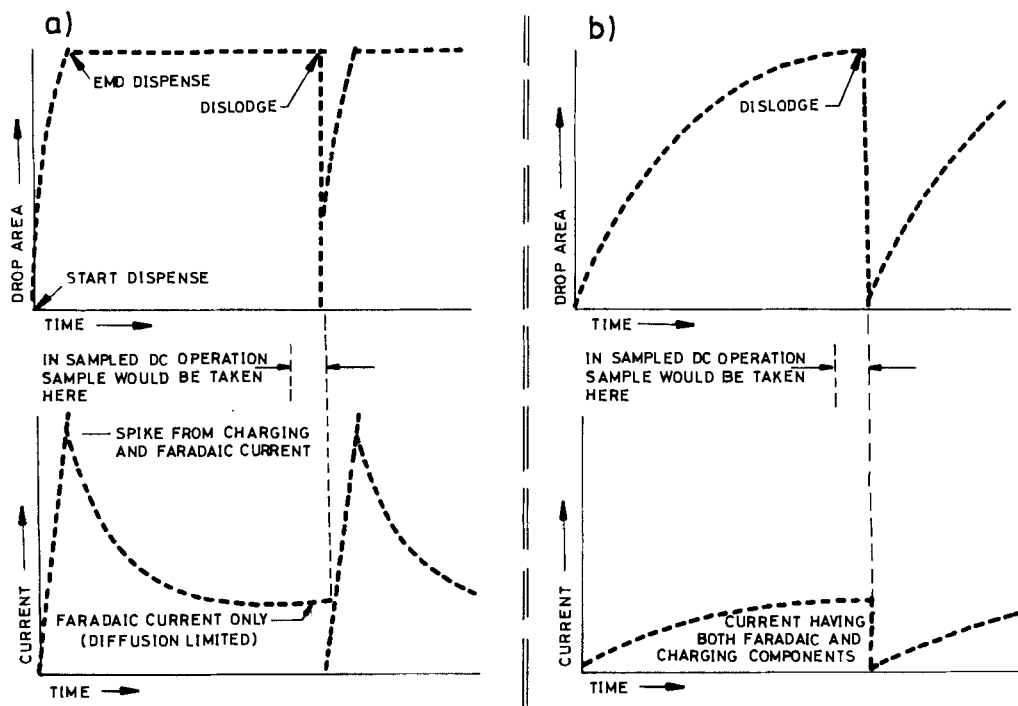 a)
EMD DISPENSE
DISLODGE
DROP AREA
START DISPENSE
TIME
IN SAMPLED DC OPERATION
SAMPLE WOULD BE TAKEN
HERE
SPIKE FROM CHARGING
AND FARADAIC CURRENT
CURRENT
FARADAIC CURRENT ONLY
(DIFFUSION LIMITED)
TIME
b)
DISLODGE
DROP AREA
TIME
IN SAMPLED DC OPERATION
SAMPLE WOULD BE TAKEN
HERE
CURRENT
CURRENT HAVING
BOTH FARADAIC AND
CHARGING COMPONENTS
TIME